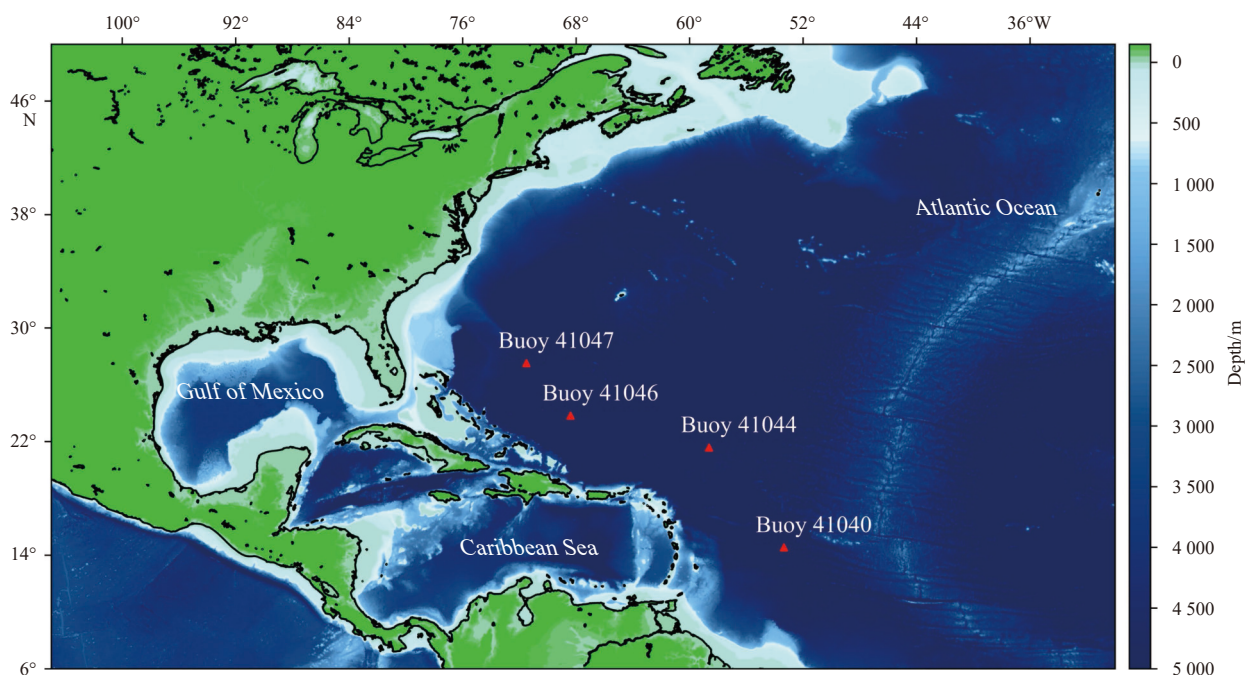 100° 92° 84° 76° 68° 60° 52° 44° 36°W
46°
N
38°
30°
22°
14°
6°
Atlantic Ocean
Buoy 41047
Gulf of Mexico
Buoy 41046
Buoy 41044
Buoy 41040
Caribbean Sea
0
500
1 000
1 500
2 000
2 500
3 000
3 500
4 000
4 500
5 000
Depth/m